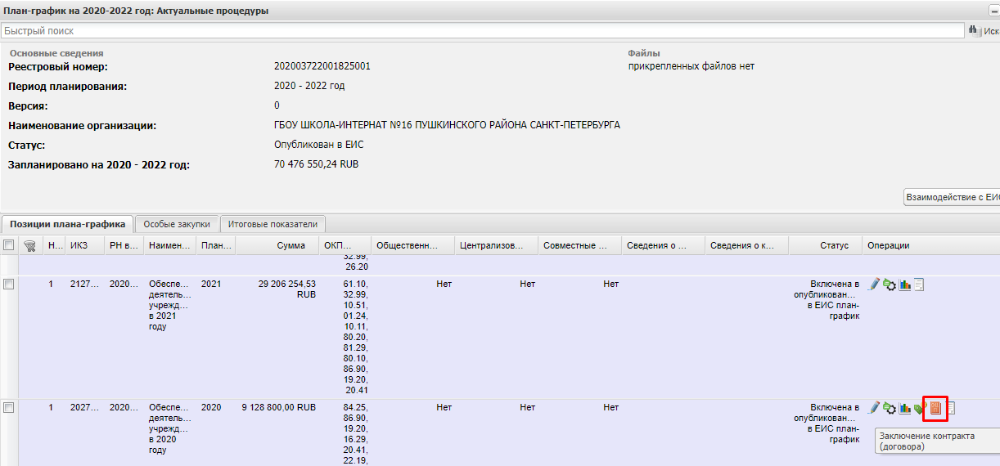 План-график на 2020-2022 год: Актуальные процедуры
Быстрый поиск
Иск
Основные сведения
Файлы
Реестровый номер: 202003722001825001
прикрепленных файлов нет
Период планирования: 2020 - 2022 год
Версия: 0
Наименование организации: ГБОУ ШКОЛА-ИНТЕРНАТ №16 ПУШКИНСКОГО РАЙОНА САНКТ-ПЕТЕРБУРГА
Статус: Опубликован в ЕИС
Запланировано на 2020 - 2022 год: 70 476 550,24 RUB
Взаимодействие с ЕИС
Позиции плана-графика Особые закупки Итоговые показатели
Н... ИКЗ РН в... Наимен... План... Сумма ОКП... Общественн... Централизов... Совместные ... Сведения о ... Сведения о к... Статус Операции
32.99,
26.20
1 2127... 2020... Обеспе... 2021 29 206 254,53 61.10, Нет Нет Нет Включена в
деятель... RUB 32.99, опубликован...
учрежд... 10.51, в ЕИС план-
в 2021 01.24, график
году 10.11,
80.20,
81.29,
80.10,
86.90,
19.20,
20.41
1 2027... 2020... Обеспе... 2020 9 128 800,00 RUB 84.25, Нет Нет Нет Включена в
деятель... 86.90, опубликован...
учрежд... 19.20, в ЕИС план-
в 2020 16.29, график
году 20.41,
22.19,
Заключение контракта
(договора)